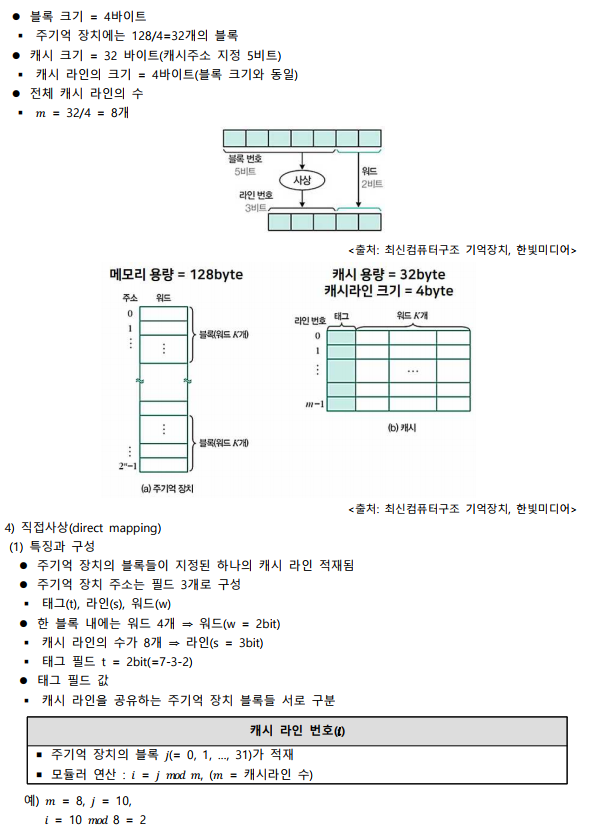 ● 블록 크기 = 4바이트
▪ 주기억 장치에는 128/4=32개의 블록
● 캐시 크기 = 32 바이트(캐시주소 지정 5비트)
▪ 캐시 라인의 크기 = 4바이트(블록 크기와 동일)
● 전체 캐시 라인의 수
▪ m = 32/4 = 8개
블록 번호
5비트
사상
워드
2비트
라인 번호
3비트
<출처: 최신컴퓨터구조 기억장치, 한빛미디어>
메모리 용량 = 128byte
주소 워드
0
1
⋮
⋮
블록(워드 K개)
⋮
블록(워드 K개)
⋮
2ⁿ−1
(a) 주기억 장치
캐시 용량 = 32byte
캐시라인 크기 = 4byte
라인 번호 태그 워드 K개
0
1
⋮
⋯
m−1
(b) 캐시
<출처: 최신컴퓨터구조 기억장치, 한빛미디어>
4) 직접사상(direct mapping)
(1) 특징과 구성
● 주기억 장치의 블록들이 지정된 하나의 캐시 라인 적재됨
● 주기억 장치 주소는 필드 3개로 구성
▪ 태그(t), 라인(s), 워드(w)
● 한 블록 내에는 워드 4개 ⇒ 워드(w = 2bit)
▪ 캐시 라인의 수가 8개 ⇒ 라인(s = 3bit)
▪ 태그 필드 t = 2bit(=7-3-2)
● 태그 필드 값
▪ 캐시 라인을 공유하는 주기억 장치 블록들 서로 구분
캐시 라인 번호(i)
▪ 주기억 장치의 블록 j(= 0, 1, ..., 31)가 적재
▪ 모듈러 연산 : i = j mod m, (m = 캐시라인 수)
예) m = 8, j = 10,
i = 10 mod 8 = 2